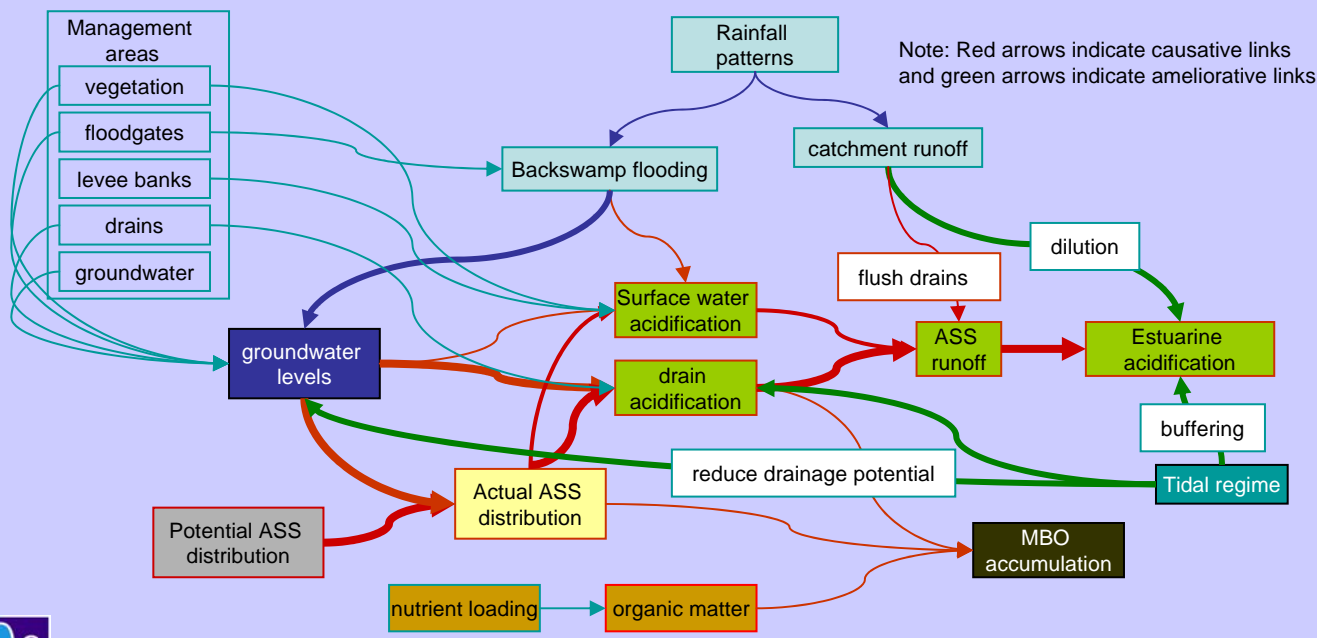 Management
areas
vegetation
floodgates
levee banks
drains
groundwater
Rainfall
patterns
Note: Red arrows indicate causative links
and green arrows indicate ameliorative links
catchment runoff
Backswamp flooding
dilution
flush drains
Surface water
acidification
groundwater
levels
drain
acidification
ASS
runoff
Estuarine
acidification
buffering
reduce drainage potential
Tidal regime
Actual ASS
distribution
Potential ASS
distribution
MBO
accumulation
nutrient loading
organic matter